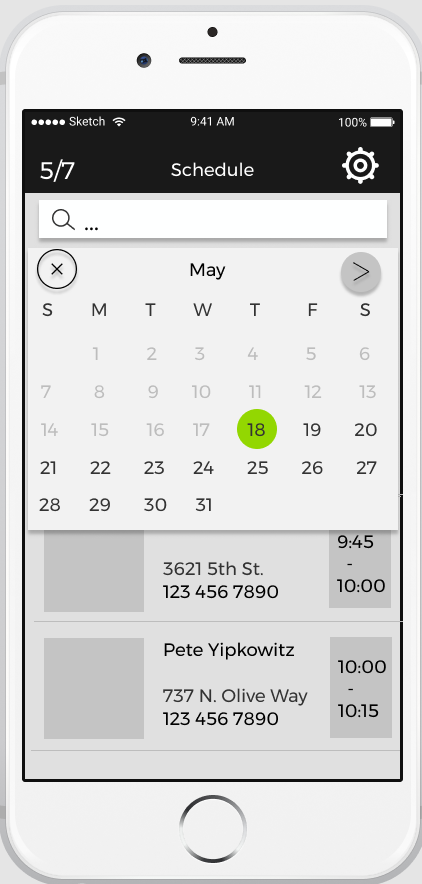 Sketch 9:41 AM 100%
5/7 Schedule
...
× May >
S M T W T F S
1 2 3 4 5 6
7 8 9 10 11 12 13
14 15 16 17 18 19 20
21 22 23 24 25 26 27
28 29 30 31
9:45
3621 5th St. -
123 456 7890 10:00
Pete Yipkowitz
10:00
737 N. Olive Way -
123 456 7890 10:15